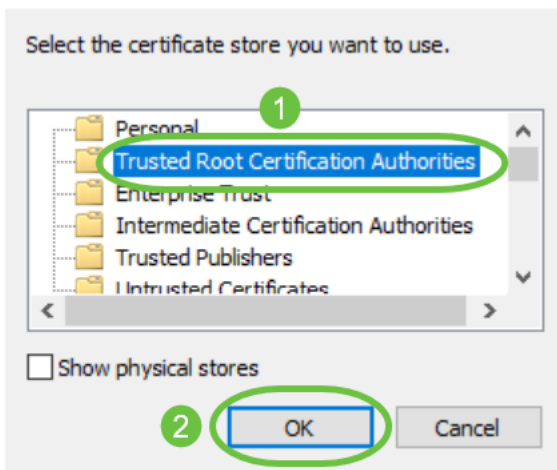 Select the certificate store you want to use.
1
Personal
Trusted Root Certification Authorities
Enterprise Trust
Intermediate Certification Authorities
Trusted Publishers
Untrusted Certificates
Show physical stores
2
OK
Cancel